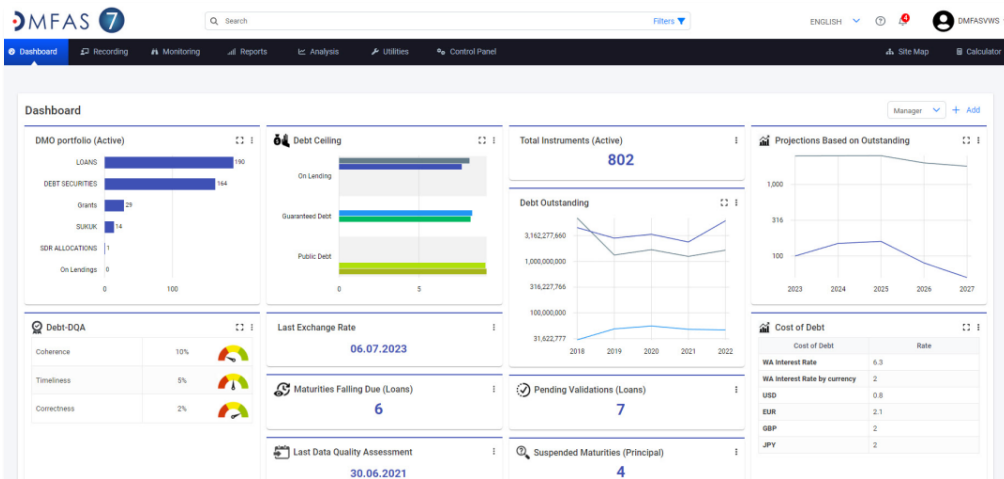 DMFAS 7
Search
Filters
ENGLISH
4
DMFASVWS
Dashboard
Recording
Monitoring
Reports
Analysis
Utilities
Control Panel
Site Map
Calculator
Dashboard
Manager
+ Add
DMO portfolio (Active)
LOANS 190
DEBT SECURITIES 164
Grants 29
SUKUK 14
SDR ALLOCATIONS 1
On Lendings 0
0 100
Debt Ceiling
On Lending
Guaranteed Debt
Public Debt
0 5
Total Instruments (Active)
802
Debt Outstanding
3,162,277,660
1,000,000,000
316,227,766
100,000,000
31,622,777
2018 2019 2020 2021 2022
Projections Based on Outstanding
1,000
316
100
2023 2024 2025 2026 2027
Debt-DQA
Coherence 10%
Timeliness 5%
Correctness 2%
Last Exchange Rate
06.07.2023
Maturities Falling Due (Loans)
6
Last Data Quality Assessment
30.06.2021
Pending Validations (Loans)
7
Suspended Maturities (Principal)
4
Cost of Debt
Cost of Debt Rate
WA Interest Rate 6.3
WA Interest Rate by currency 2
USD 0.8
EUR 2.1
GBP 2
JPY 2